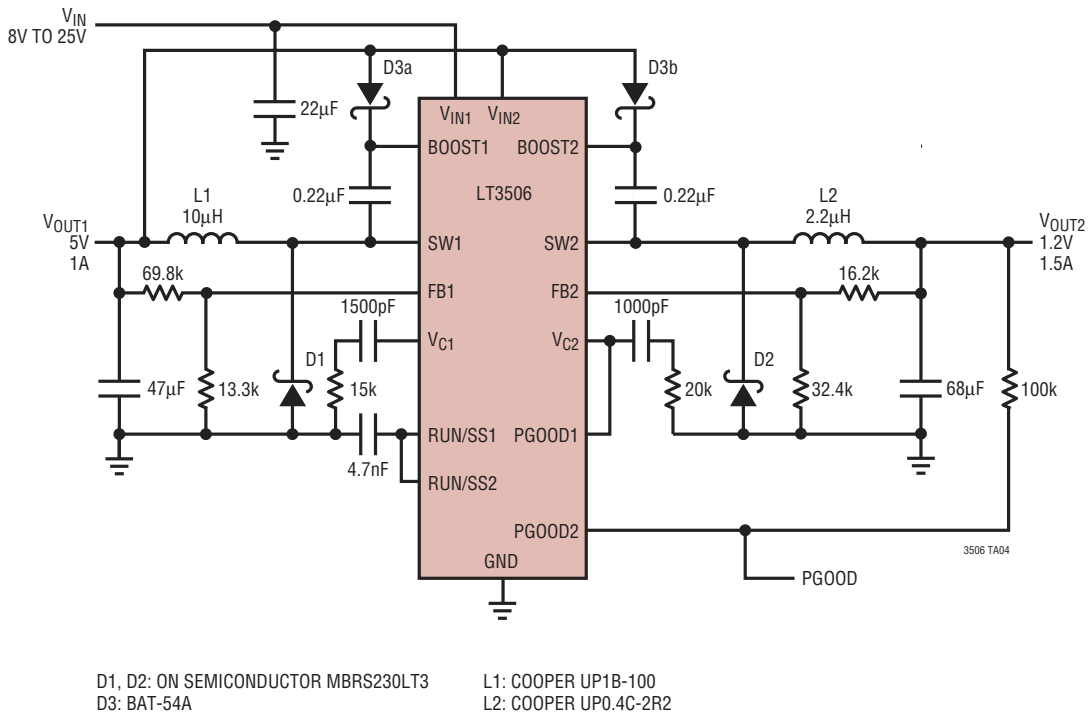 VIN
8V TO 25V
D3a
D3b
22µF
VIN1
VIN2
BOOST1
BOOST2
LT3506
0.22µF
0.22µF
L1
10µH
L2
2.2µH
VOUT1
5V
1A
SW1
SW2
VOUT2
1.2V
1.5A
69.8k
16.2k
FB1
FB2
1500pF
1000pF
VC1
VC2
D1
D2
47µF
13.3k
15k
20k
32.4k
68µF
100k
RUN/SS1
PGOOD1
4.7nF
RUN/SS2
PGOOD2
3506 TA04
GND
PGOOD
D1, D2: ON SEMICONDUCTOR MBRS230LT3
D3: BAT-54A
L1: COOPER UP1B-100
L2: COOPER UP0.4C-2R2